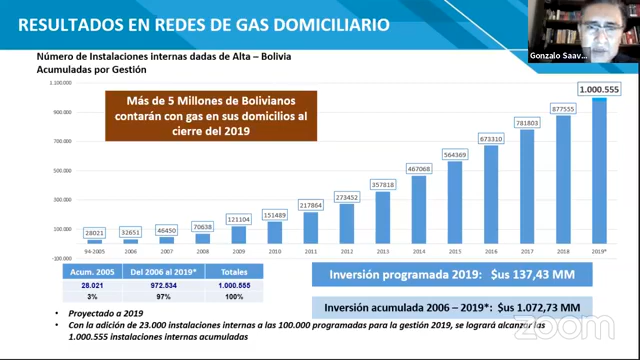 RESULTADOS EN REDES DE GAS DOMICILIARIO
Gonzalo Saav...
Número de Instalaciones internas dadas de Alta – Bolivia
Acumuladas por Gestión
Más de 5 Millones de Bolivianos
contarán con gas en sus domicilios al
cierre del 2019
1.100.000
900.000
700.000
500.000
300.000
100.000
-100.000
28021
32651
46450
70638
121104
151489
217864
273452
357818
467068
564369
673310
781803
877555
1.000.555
94-2005 2006 2007 2008 2009 2010 2011 2012 2013 2014 2015 2016 2017 2018 2019*
Acum. 2005 Del 2006 al 2019* Totales
28.021 972.534 1.000.555
3% 97% 100%
Inversión programada 2019: $us 137,43 MM
Inversión acumulada 2006 – 2019*: $us 1.072,73 MM
• Proyectado a 2019
• Con la adición de 23.000 instalaciones internas a las 100.000 programadas para la gestión 2019, se logrará alcanzar las
1.000.555 instalaciones internas acumuladas
zoom